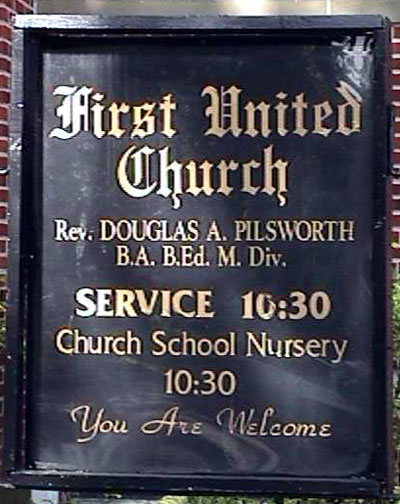 First United
Church
Rev. DOUGLAS A. PILSWORTH
B.A. B.Ed. M. Div.
SERVICE 10:30
Church School Nursery
10:30
You Are Welcome